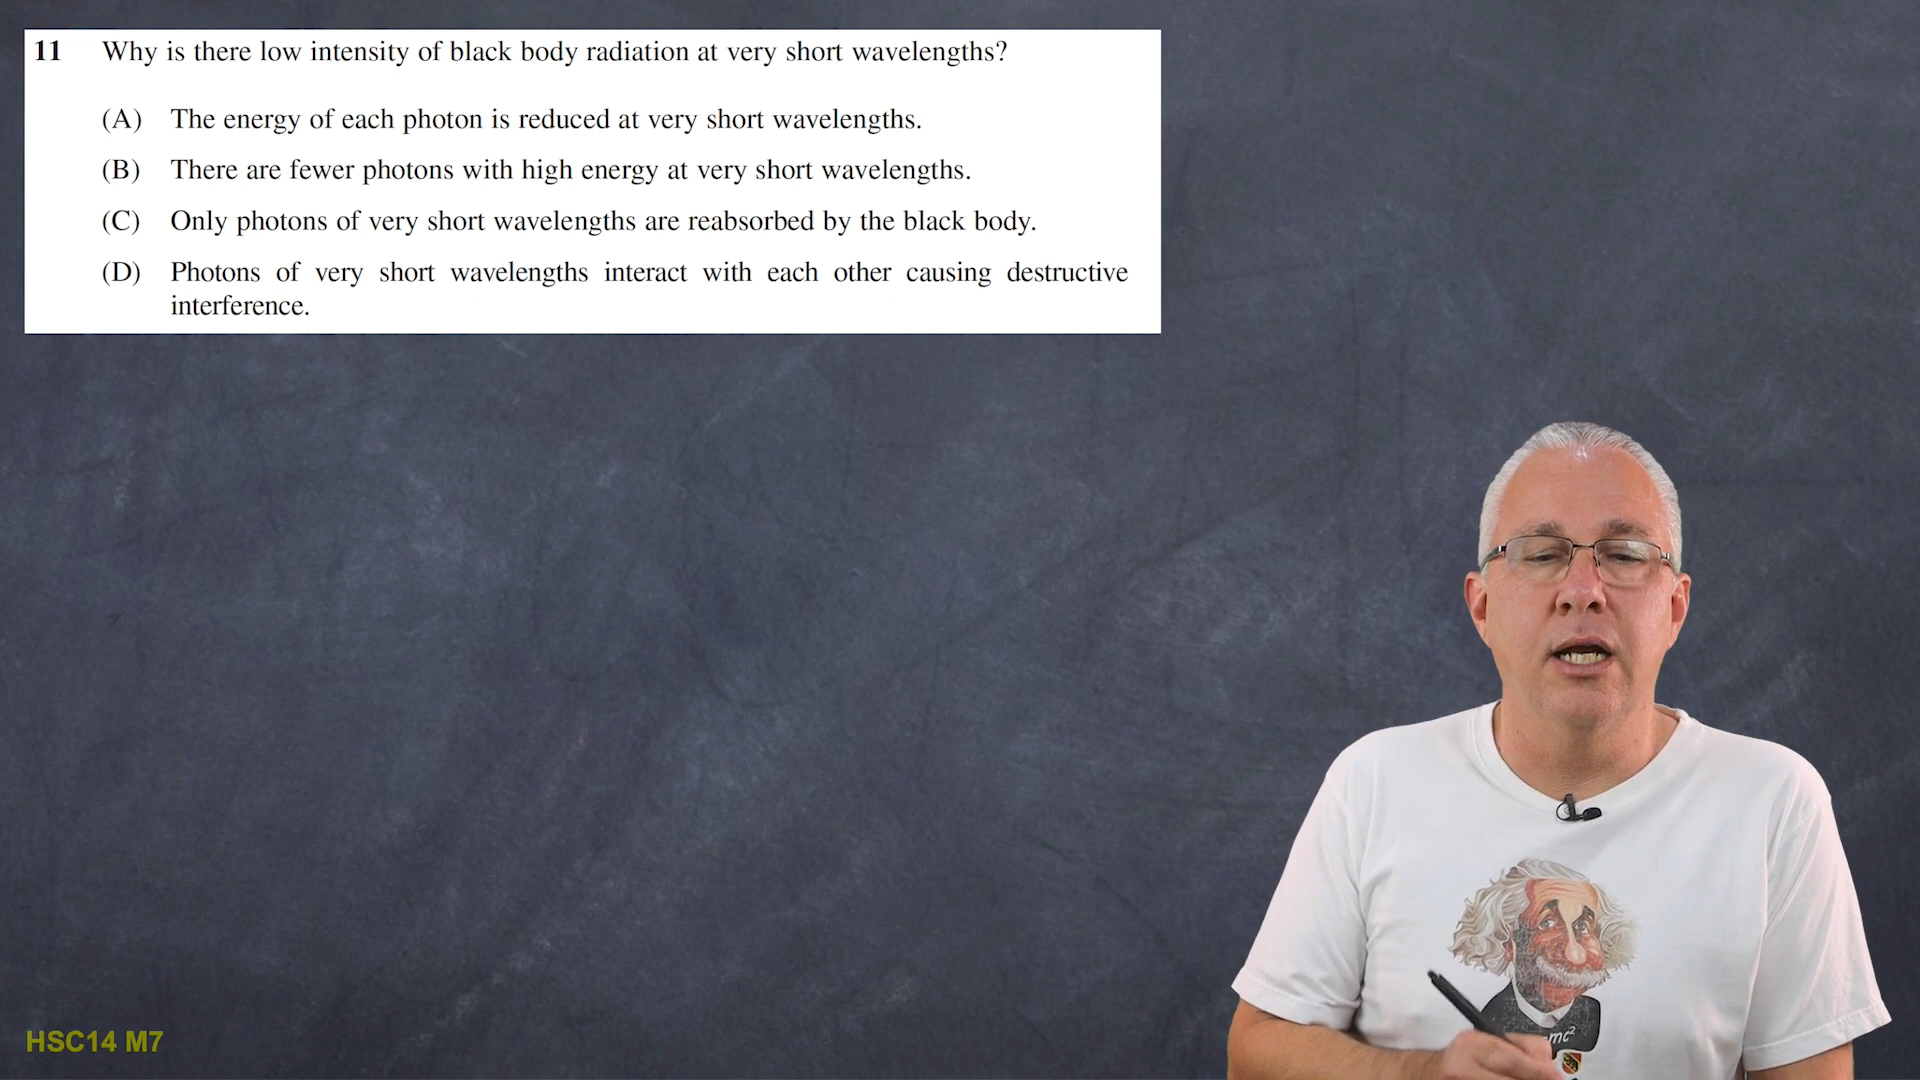 11 Why is there low intensity of black body radiation at very short wavelengths?
(A) The energy of each photon is reduced at very short wavelengths.
(B) There are fewer photons with high energy at very short wavelengths.
(C) Only photons of very short wavelengths are reabsorbed by the black body.
(D) Photons of very short wavelengths interact with each other causing destructive
interference.
mc²
HSC14 M7